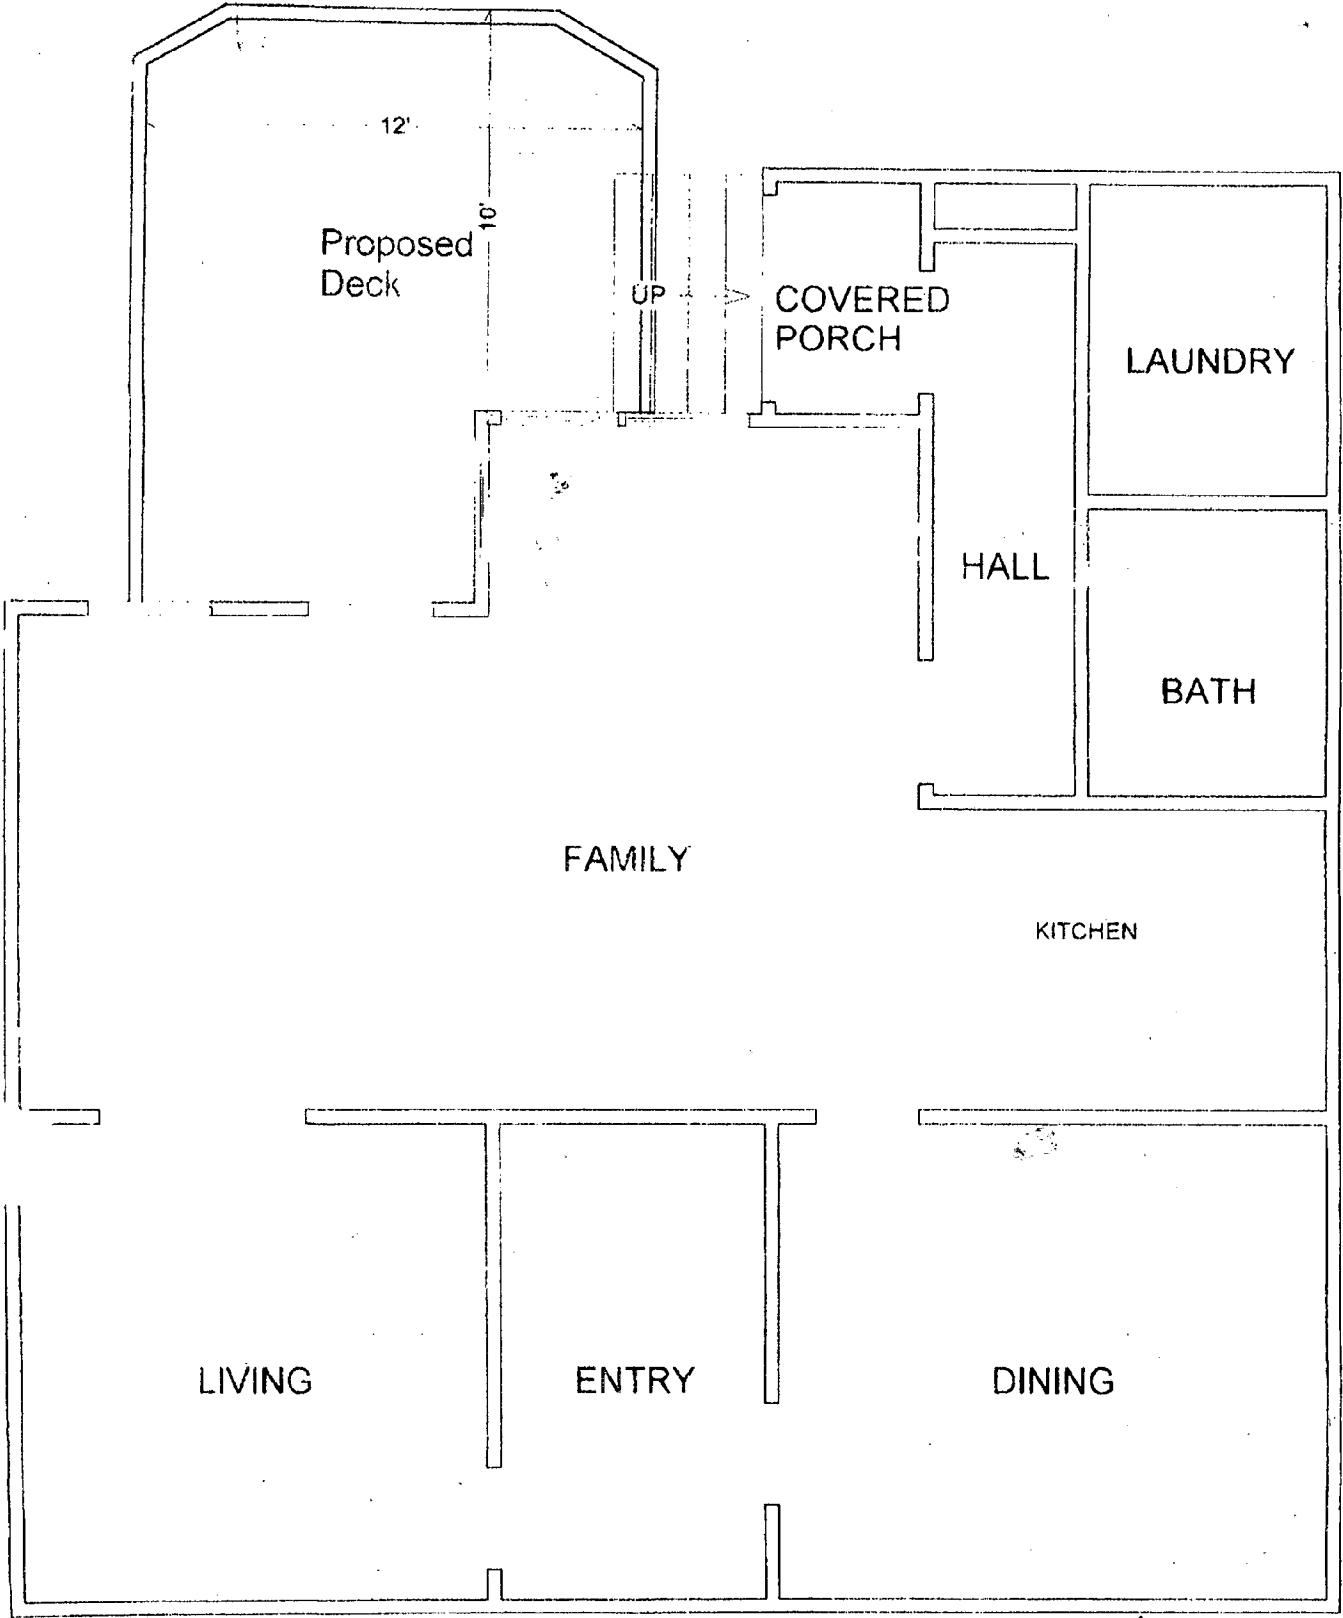 12'
10'
Proposed
Deck
UP
COVERED
PORCH
LAUNDRY
HALL
BATH
FAMILY
KITCHEN
LIVING
ENTRY
DINING